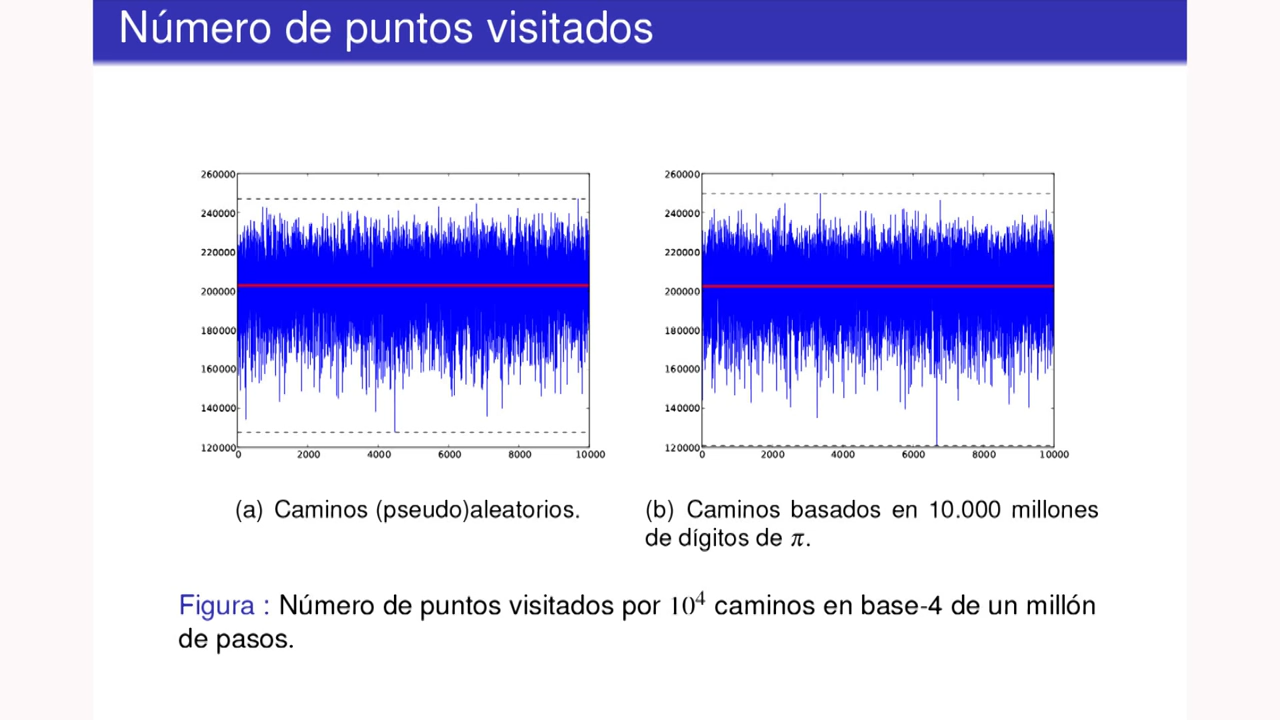 Número de puntos visitados
260000
240000
220000
200000
180000
160000
140000
120000
0 2000 4000 6000 8000 10000
260000
240000
220000
200000
180000
160000
140000
120000
0 2000 4000 6000 8000 10000
(a) Caminos (pseudo)aleatorios.
(b) Caminos basados en 10.000 millones
de dígitos de π.
Figura : Número de puntos visitados por 10⁴ caminos en base-4 de un millón
de pasos.